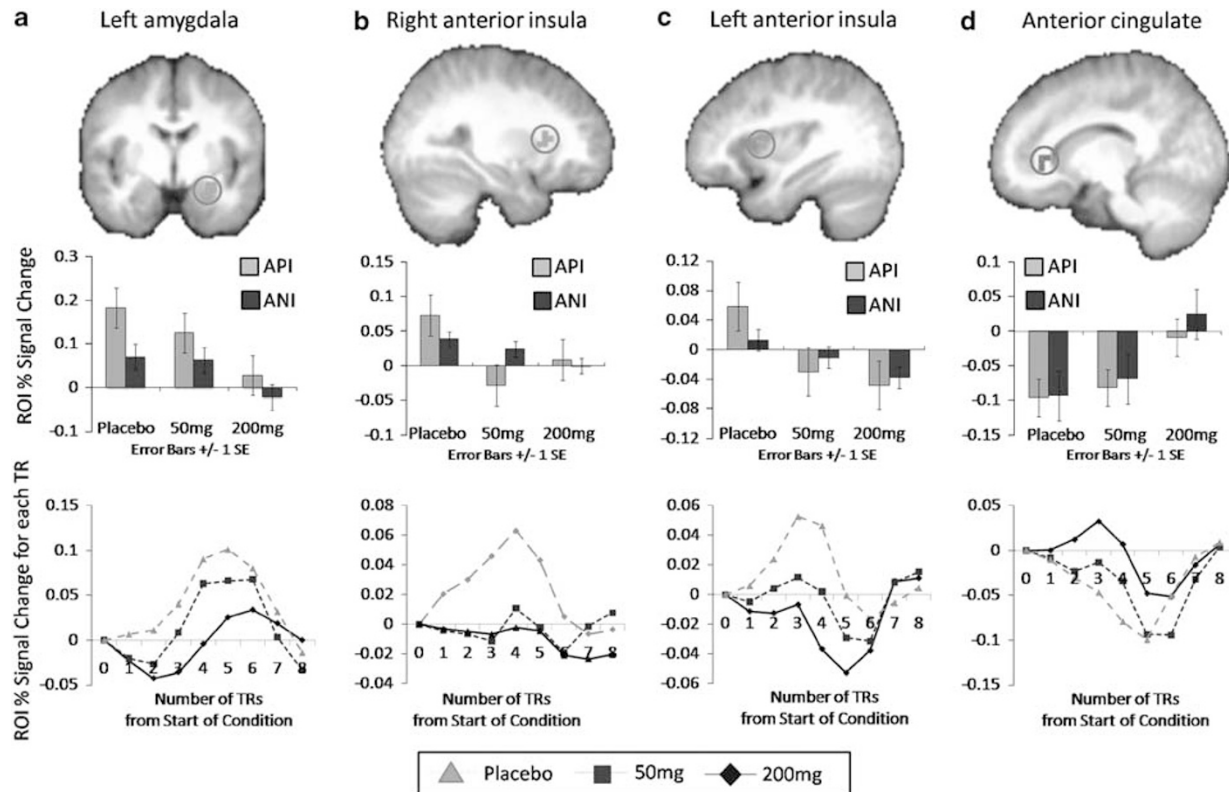 a Left amygdala b Right anterior insula c Left anterior insula d Anterior cingulate
ROI % Signal Change
0.3
0.2
0.1
0
-0.1
API
ANI
Placebo 50mg 200mg
Error Bars +/- 1 SE
0.15
0.1
0.05
0
-0.05
-0.1
API
ANI
Placebo 50mg 200mg
Error Bars +/- 1 SE
0.12
0.08
0.04
0
-0.04
-0.08
-0.12
API
ANI
Placebo 50mg 200mg
Error Bars +/- 1 SE
0.1
0.05
0
-0.05
-0.1
-0.15
API
ANI
Placebo 50mg 200mg
Error Bars +/- 1 SE
ROI % Signal Change for each TR
0.15
0.1
0.05
0
-0.05
0 1 2 3 4 5 6 7 8
Number of TRs
from Start of Condition
0.08
0.06
0.04
0.02
0
-0.02
-0.04
0 1 2 3 4 5 6 7 8
Number of TRs
from Start of Condition
0.06
0.04
0.02
0
-0.02
-0.04
-0.06
0 1 2 3 4 5 6 7 8
Number of TRs
from Start of Condition
0.05
0
-0.05
-0.1
-0.15
0 1 2 3 4 5 6 7 8
Number of TRs
from Start of Condition
Placebo 50mg 200mg